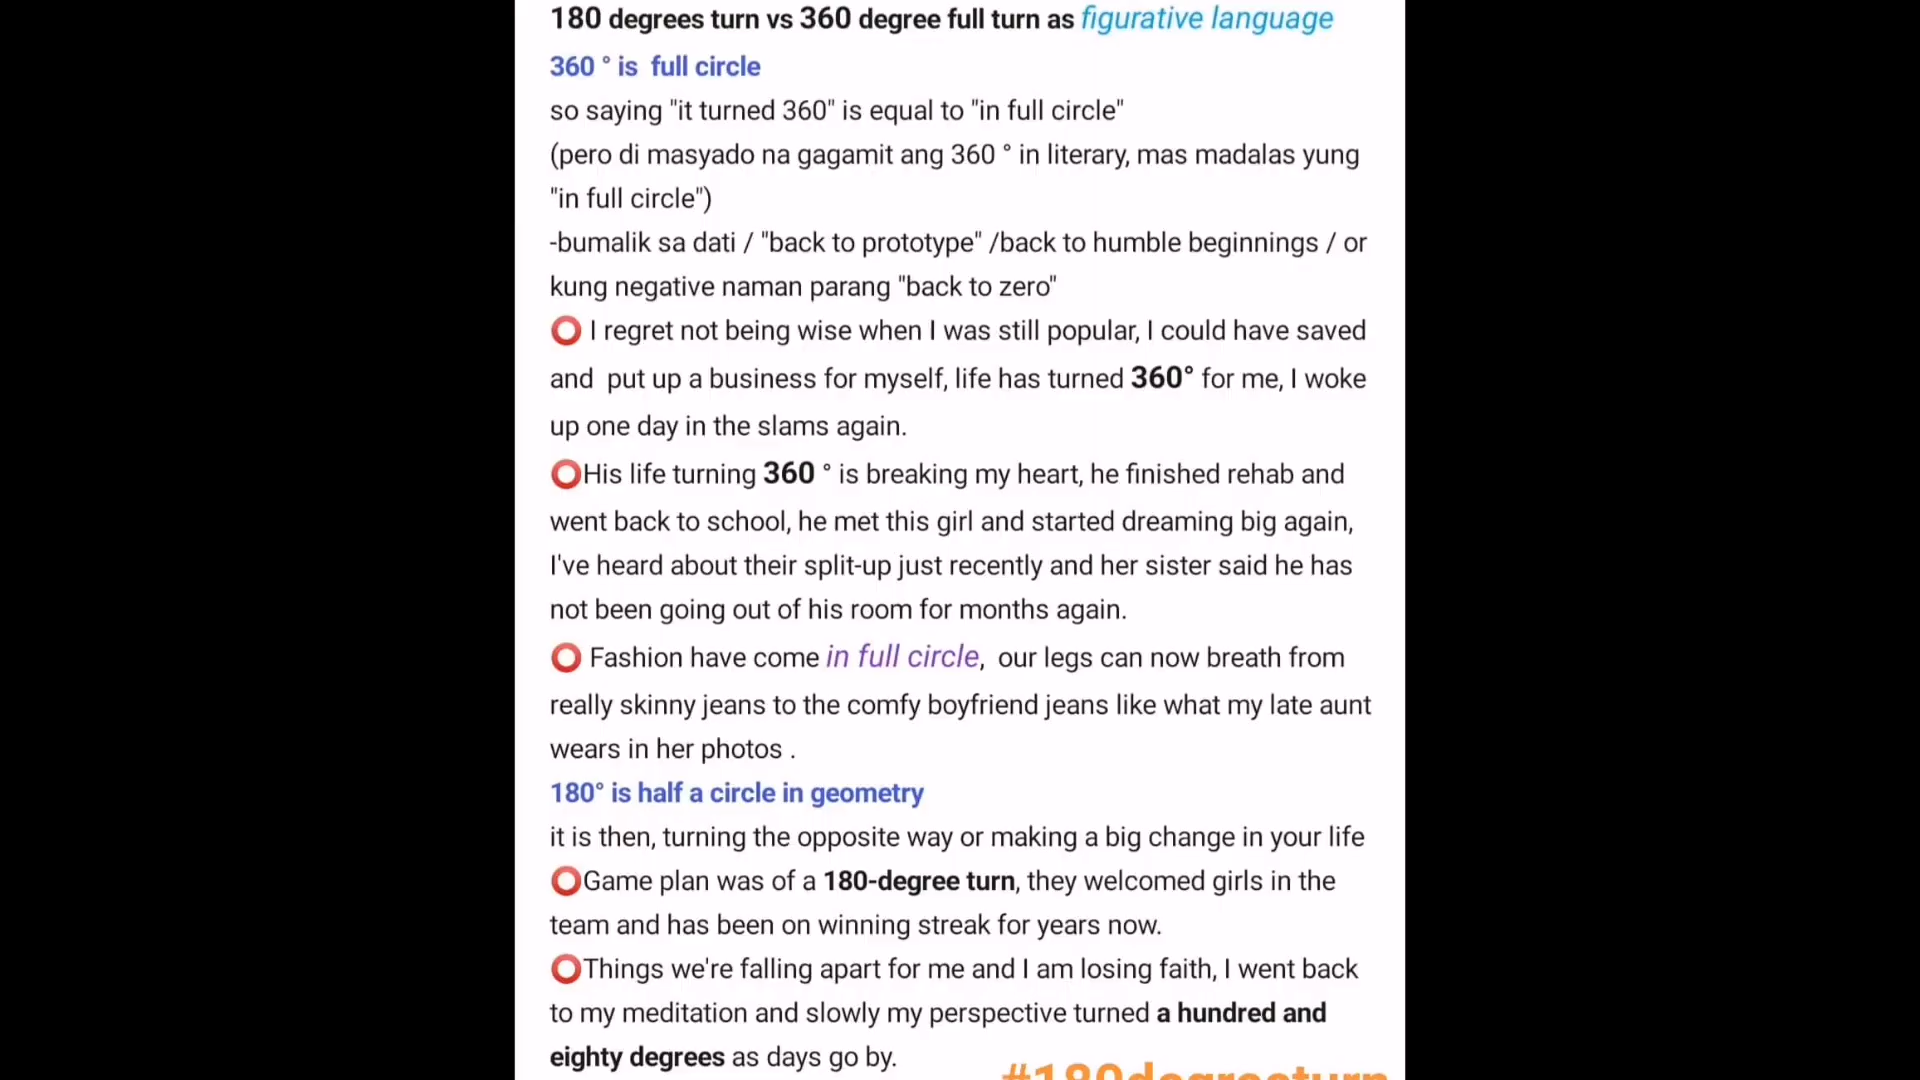 180 degrees turn vs 360 degree full turn as figurative language
360 ° is full circle
so saying "it turned 360" is equal to "in full circle"
(pero di masyado na gagamit ang 360 ° in literary, mas madalas yung
"in full circle")
-bumalik sa dati / "back to prototype" /back to humble beginnings / or
kung negative naman parang "back to zero"
⭕ I regret not being wise when I was still popular, I could have saved
and put up a business for myself, life has turned 360° for me, I woke
up one day in the slams again.
⭕His life turning 360 ° is breaking my heart, he finished rehab and
went back to school, he met this girl and started dreaming big again,
I've heard about their split-up just recently and her sister said he has
not been going out of his room for months again.
⭕ Fashion have come in full circle, our legs can now breath from
really skinny jeans to the comfy boyfriend jeans like what my late aunt
wears in her photos .
180° is half a circle in geometry
it is then, turning the opposite way or making a big change in your life
⭕Game plan was of a 180-degree turn, they welcomed girls in the
team and has been on winning streak for years now.
⭕Things we're falling apart for me and I am losing faith, I went back
to my meditation and slowly my perspective turned a hundred and
eighty degrees as days go by.
#180degreeturn